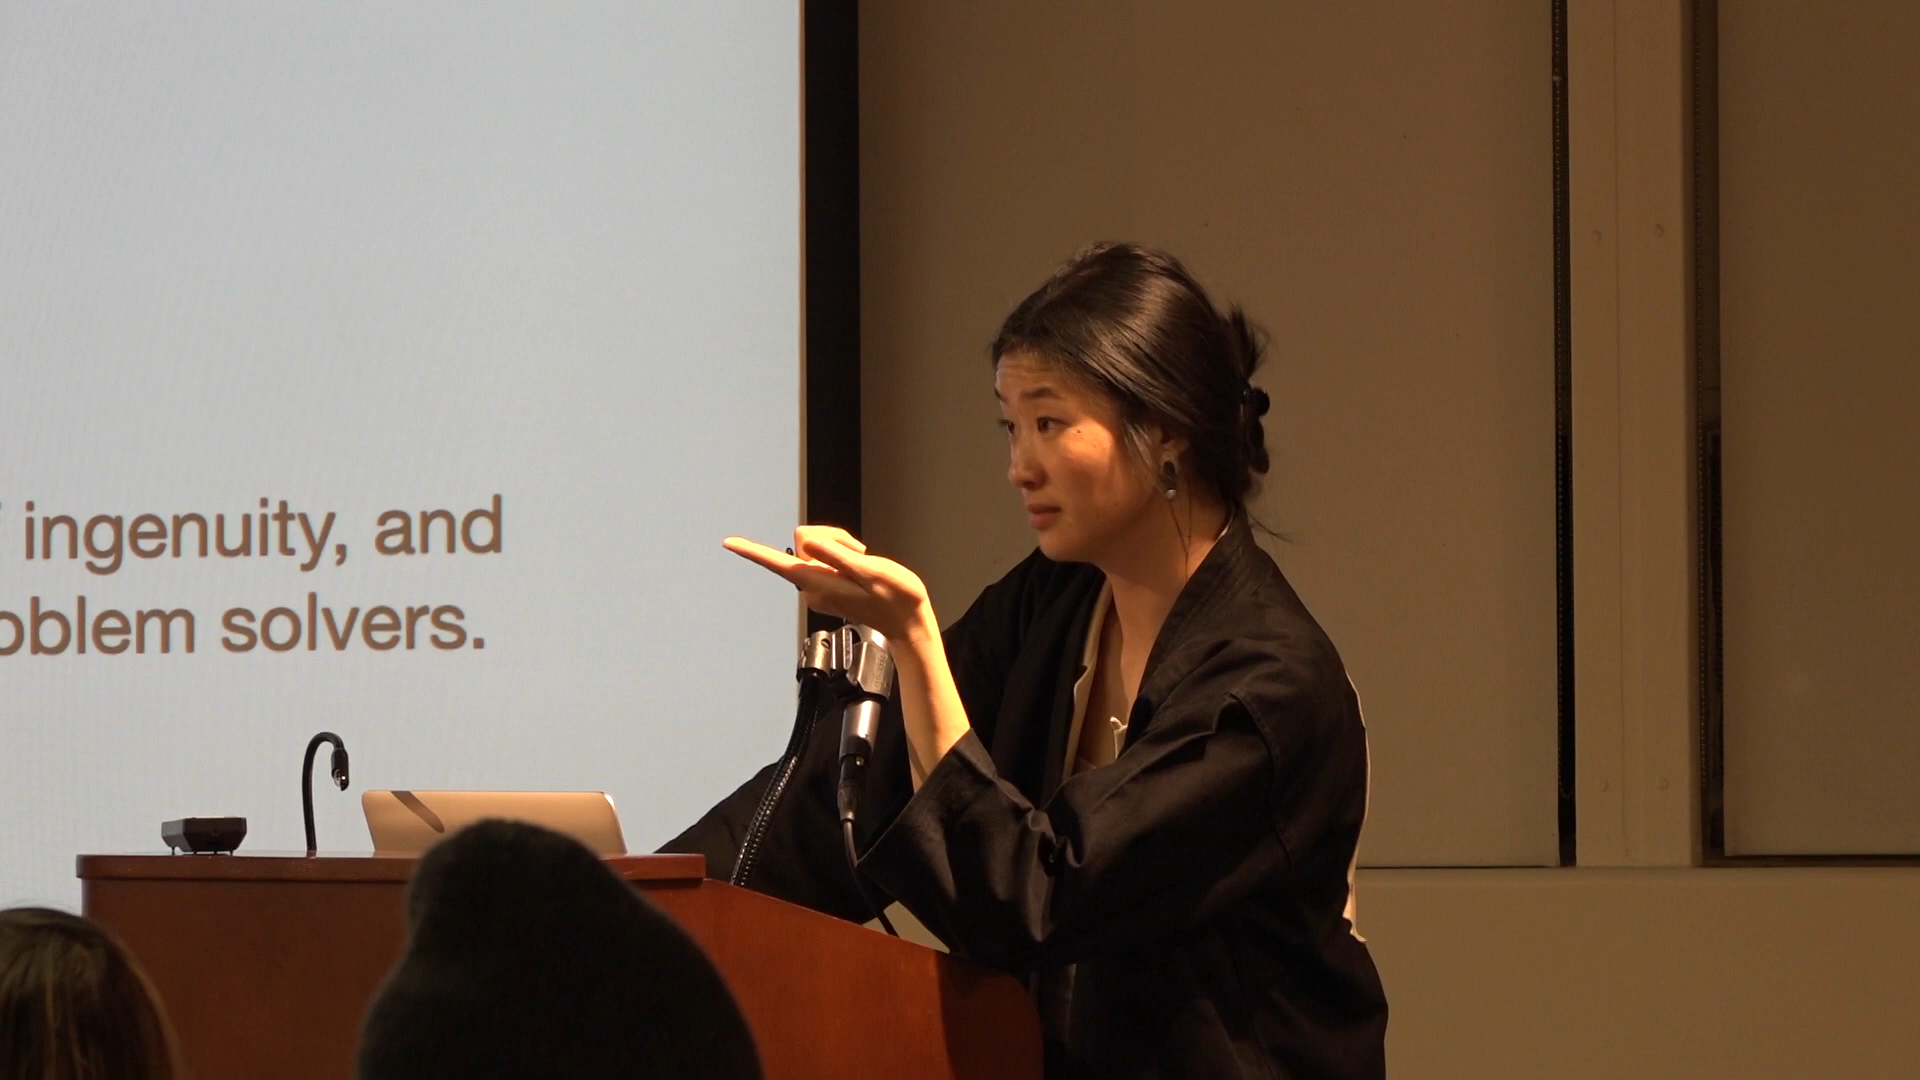 ingenuity, and
oblem solvers.